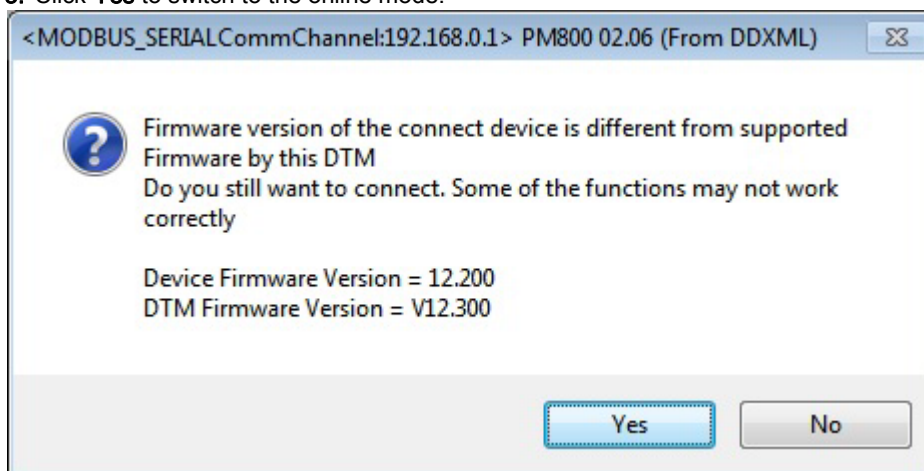 Click Yes to switch to the online mode.
<MODBUS_SERIALCommChannel:192.168.0.1> PM800 02.06 (From DDXML)
Firmware version of the connect device is different from supported
Firmware by this DTM
Do you still want to connect. Some of the functions may not work
correctly
Device Firmware Version = 12.200
DTM Firmware Version = V12.300
Yes
No